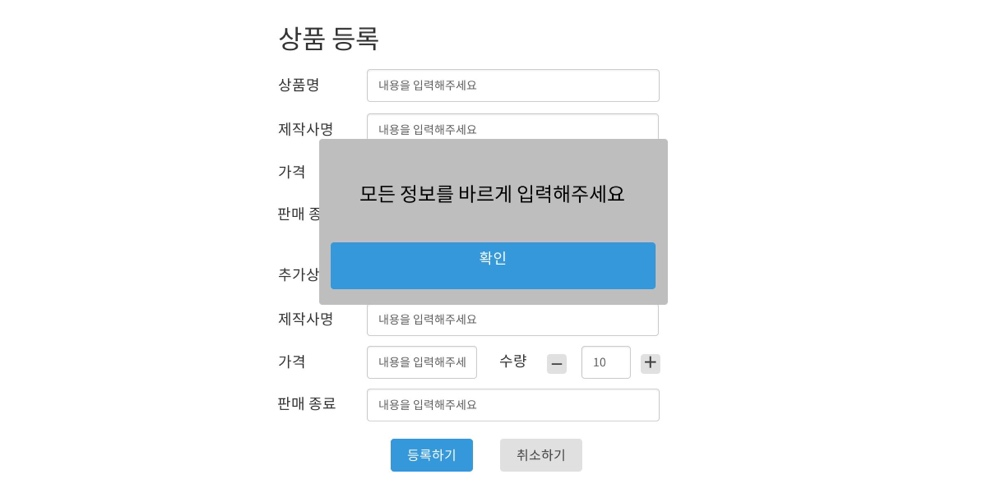 상품 등록
상품명 내용을 입력해주세요
제작사명 내용을 입력해주세요
가격
모든 정보를 바르게 입력해주세요
판매
확인
제작사명 내용을 입력해주세요
가격 내용을 입력해주세 수량 − 10 +
판매 종료 내용을 입력해주세요
등록하기 취소하기